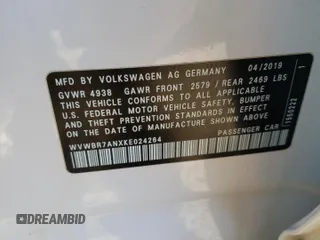 MFD. BY VOLKSWAGEN AG GERMANY 04/2019
GVWR 4938 GAWR FRONT 2579 / REAR 2469 LBS
THIS VEHICLE CONFORMS TO ALL APPLICABLE
FEDERAL MOTOR VEHICLE SAFETY, BUMPER
AND THEFT PREVENTION STANDARDS IN EFFECT
ON THE DATE OF MANUFACTURE SHOWN ABOVE
WVWBR7ANXKE024264 PASSENGER CAR
DREAMBID